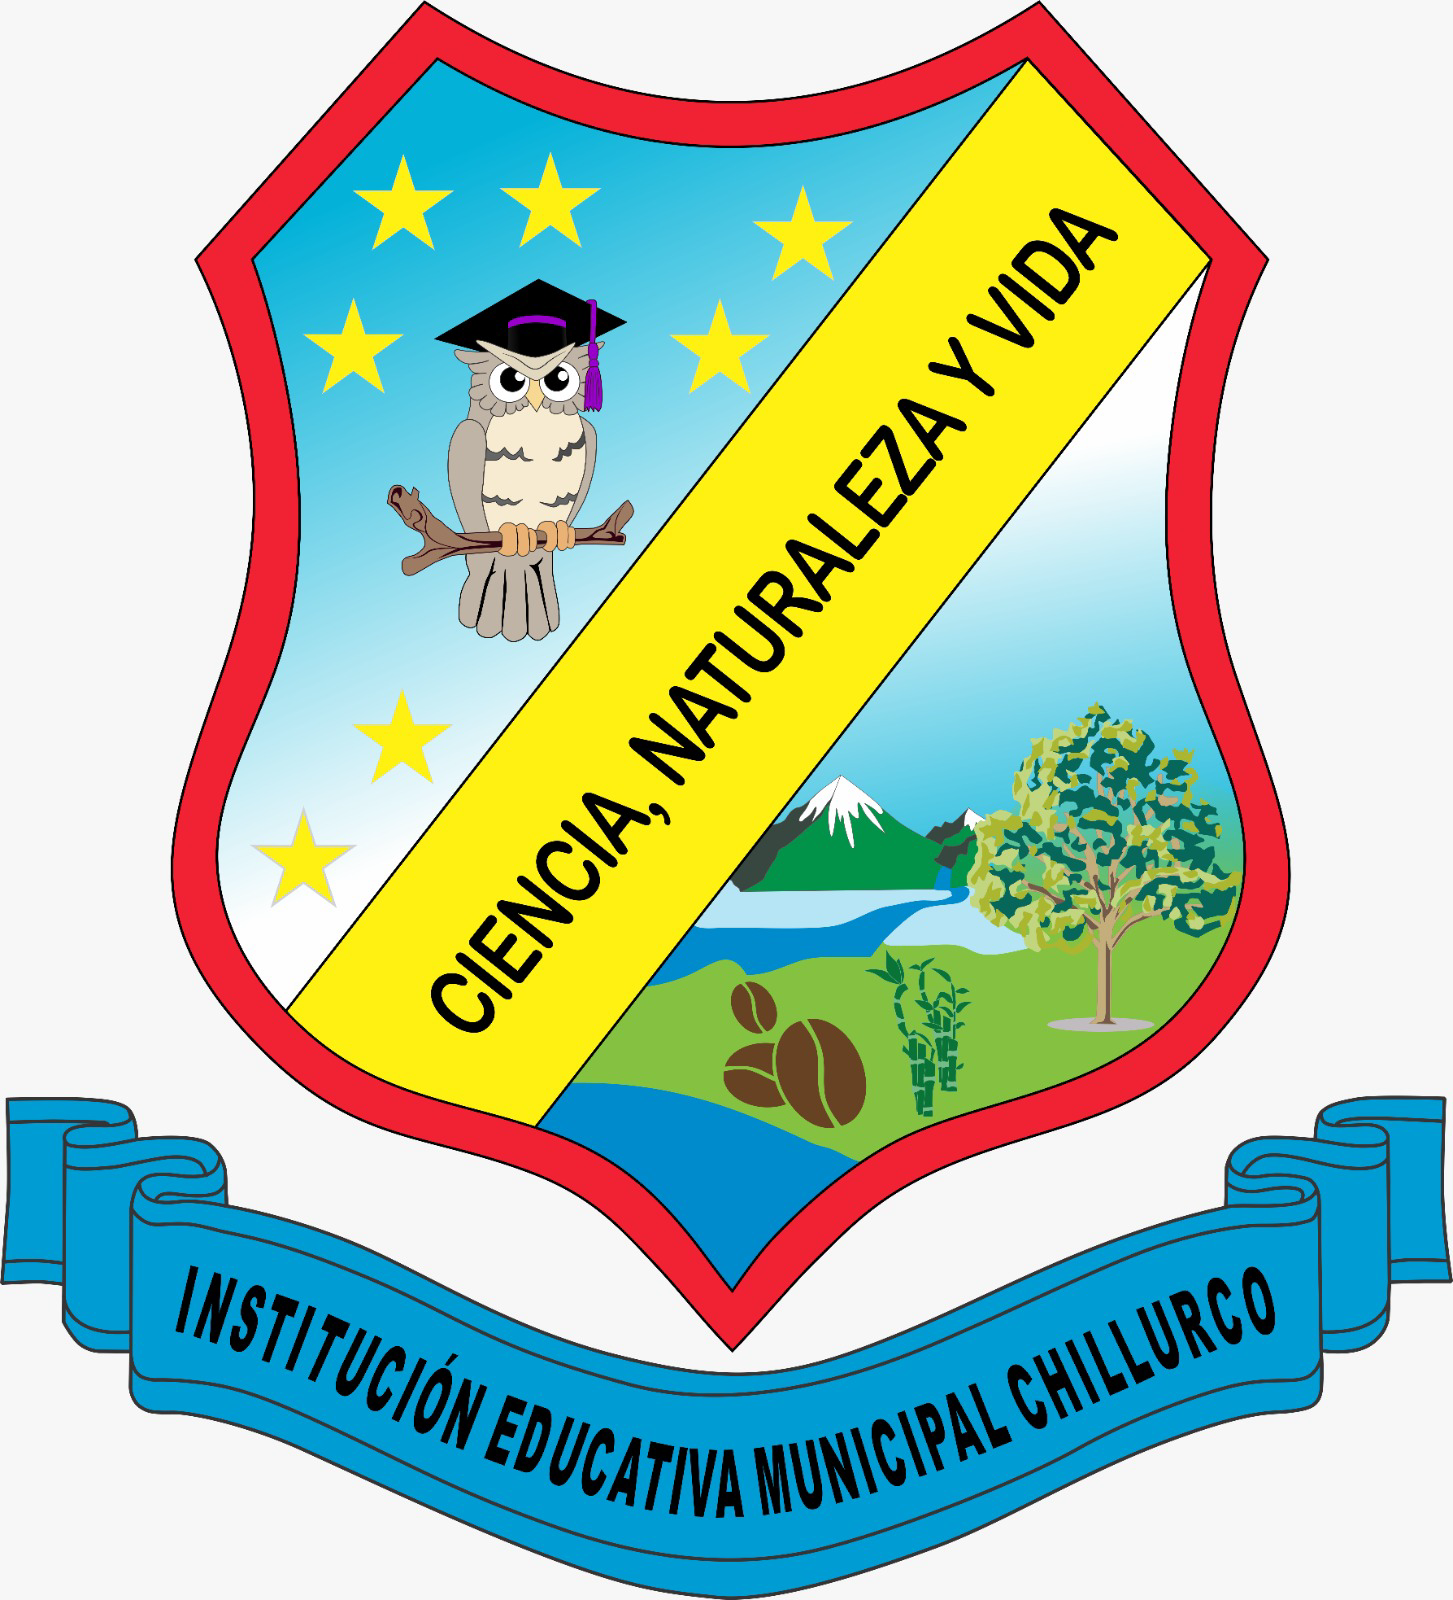 CIENCIA, NATURALEZA Y VIDA
INSTITUCIÓN EDUCATIVA MUNICIPAL CHILLURCO